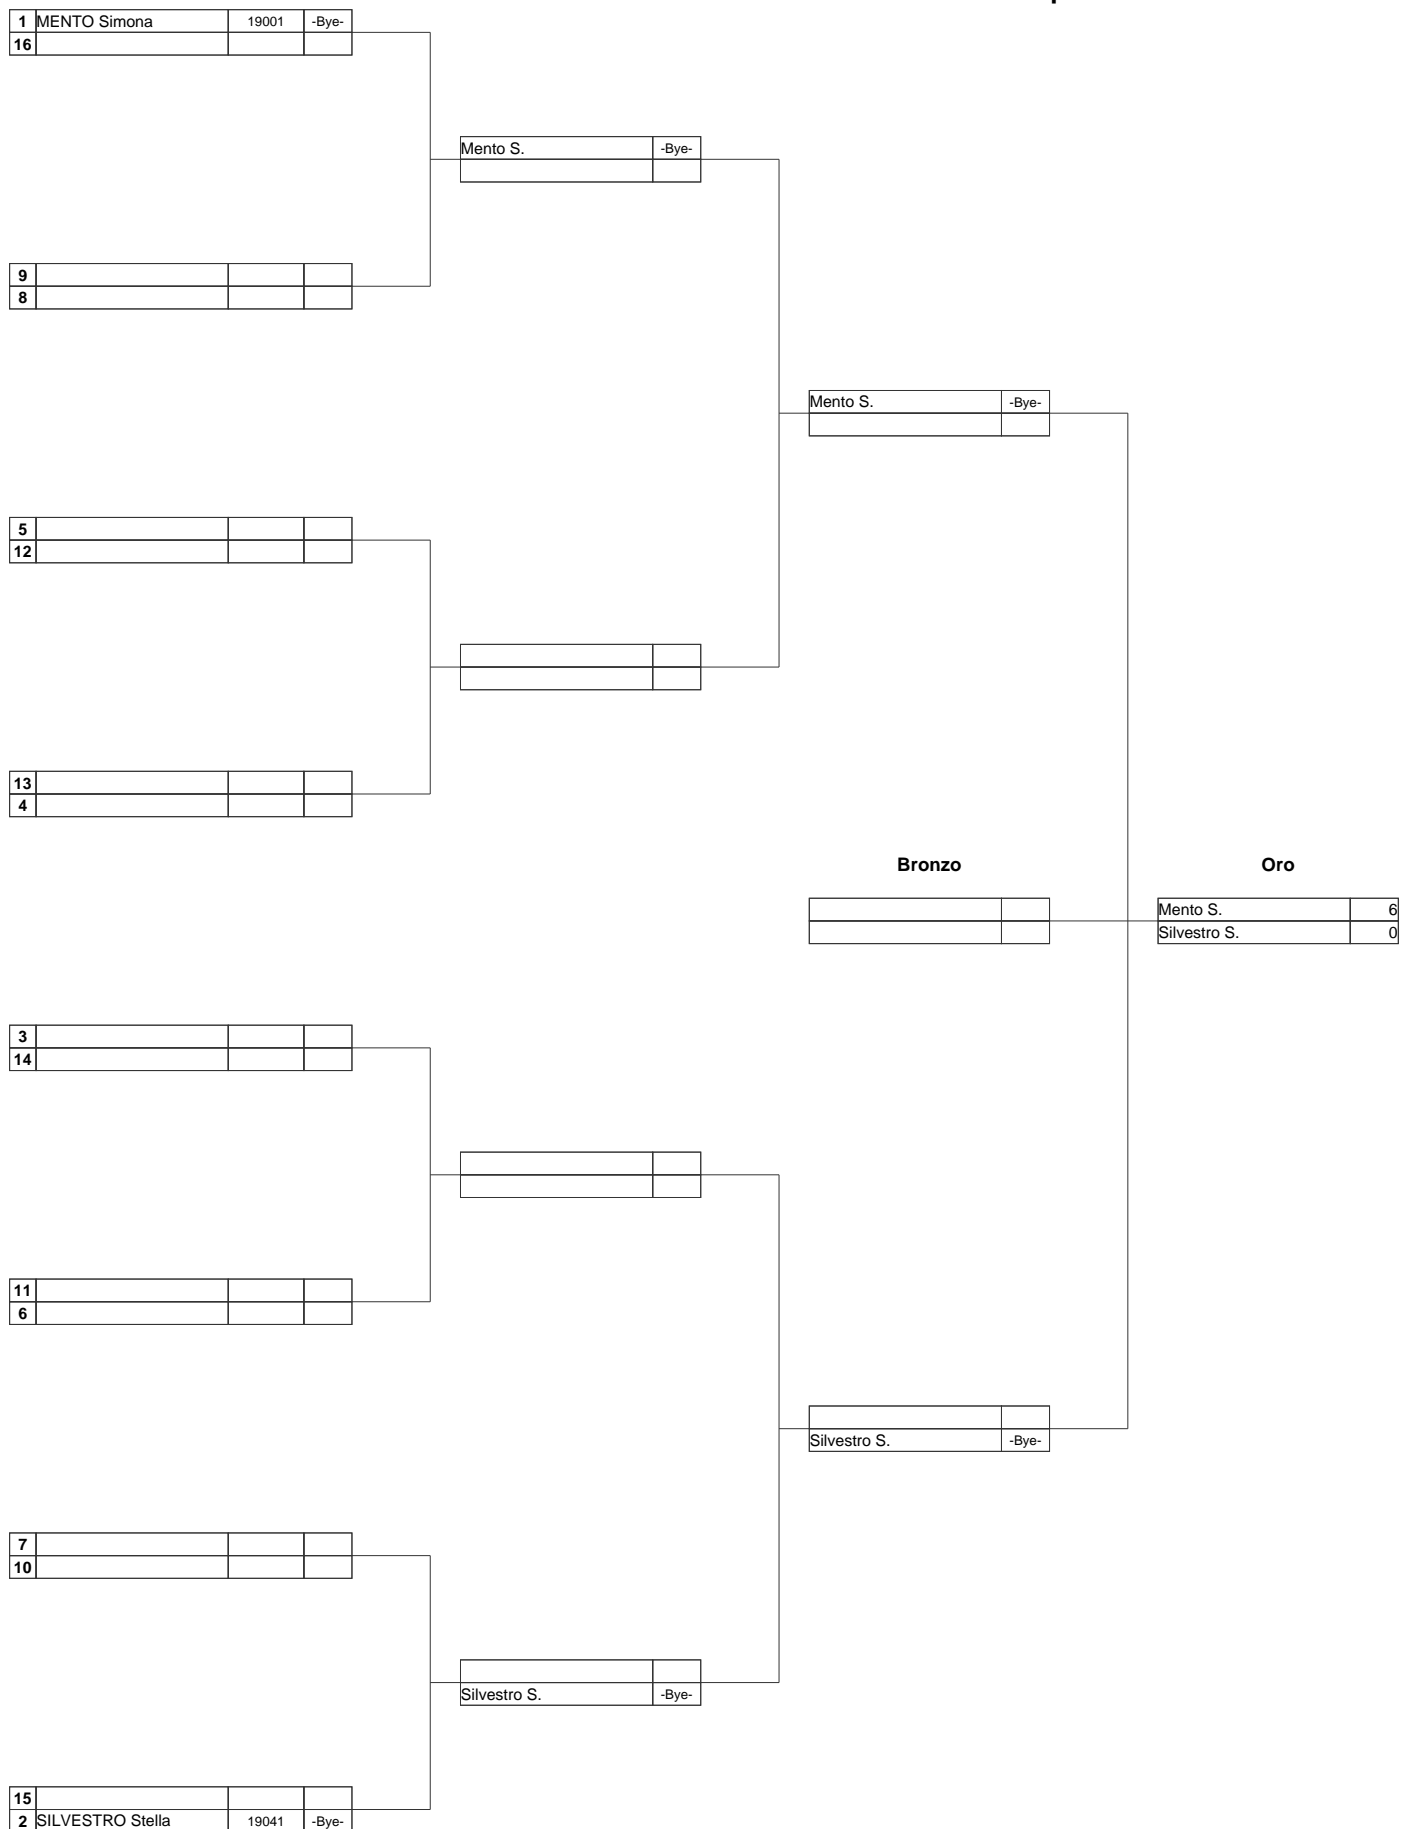 1 MENTO Simona 19001 -Bye-
16
Mento S. -Bye-
9
8
Mento S. -Bye-
5
12
13
4
Bronzo Oro
Mento S. 6
Silvestro S. 0
3
14
11
6
Silvestro S. -Bye-
7
10
Silvestro S. -Bye-
15
2 SILVESTRO Stella 19041 -Bye-